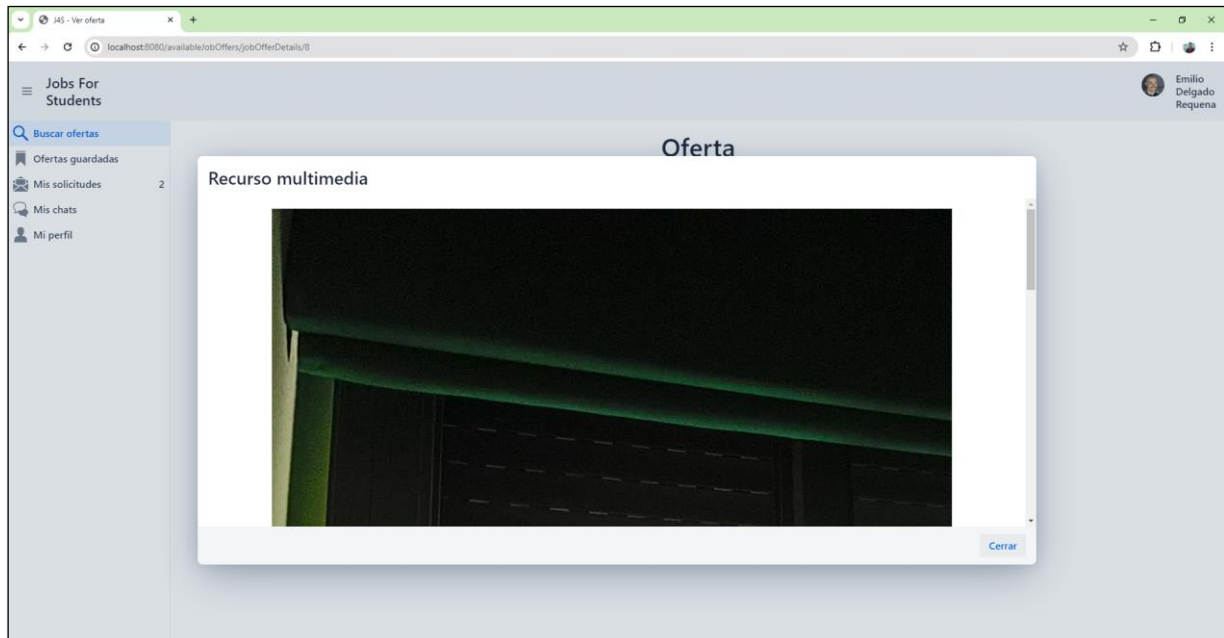 J4S - Ver oferta
localhost:8080/availableJobOffers/jobOfferDetails/8
Jobs For
Students
Emilio
Delgado
Requena
Buscar ofertas
Ofertas guardadas
Mis solicitudes 2
Mis chats
Mi perfil
Oferta
Recurso multimedia
Cerrar